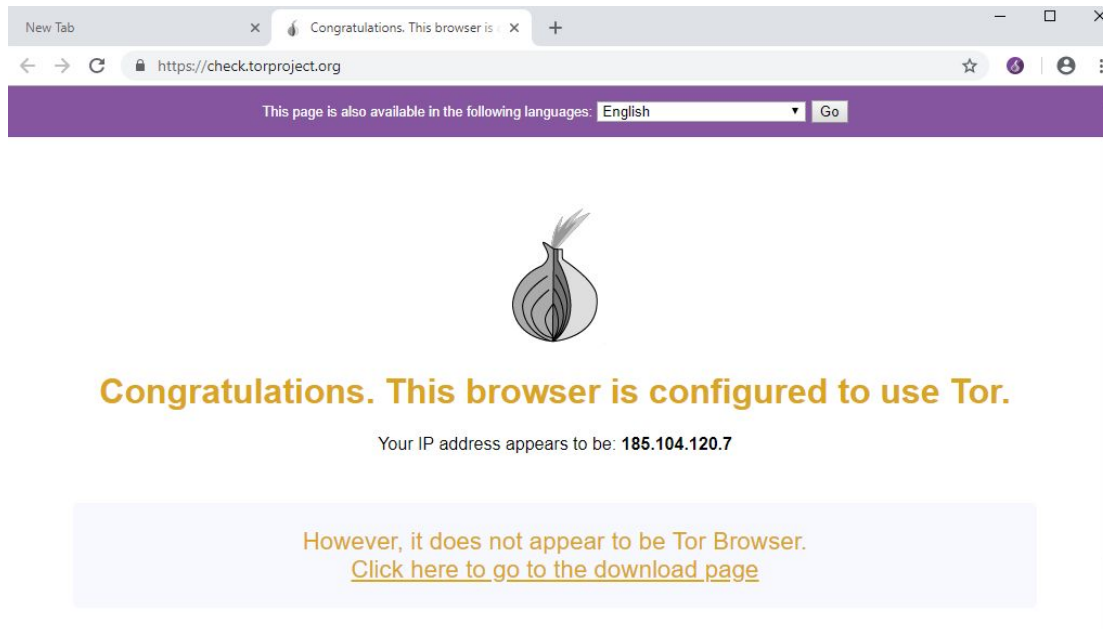 New Tab
Congratulations. This browser is
https://check.torproject.org
This page is also available in the following languages: English Go
Congratulations. This browser is configured to use Tor.
Your IP address appears to be: 185.104.120.7
However, it does not appear to be Tor Browser.
Click here to go to the download page